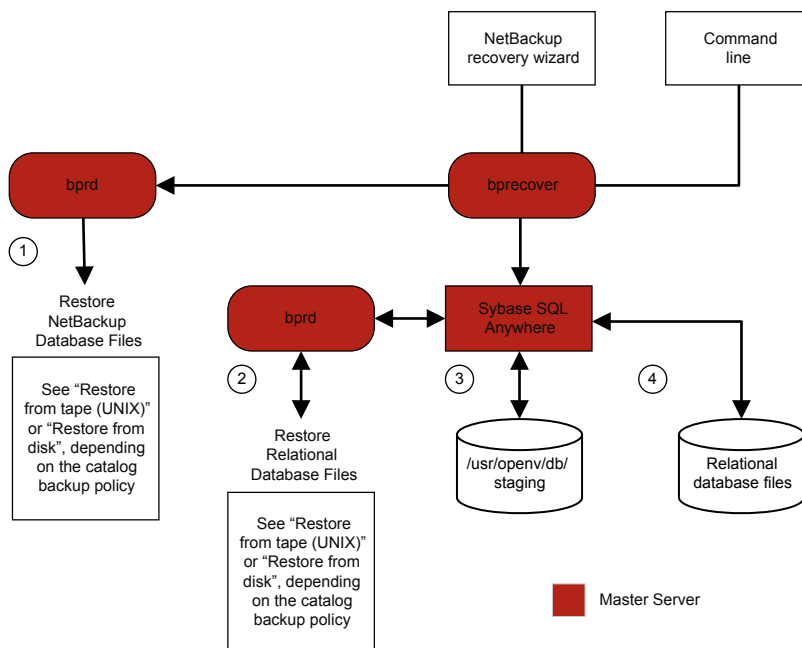 NetBackup
recovery wizard
Command
line
bprd
bprecover
1
Restore
NetBackup
Database Files
See “Restore
from tape (UNIX)”
or “Restore from
disk”, depending
on the catalog
backup policy
bprd
Sybase SQL
Anywhere
2
3
4
Restore
Relational
Database Files
See “Restore
from tape (UNIX)”
or “Restore from
disk”, depending
on the catalog
backup policy
/usr/openv/db/
staging
Relational
database files
Master Server